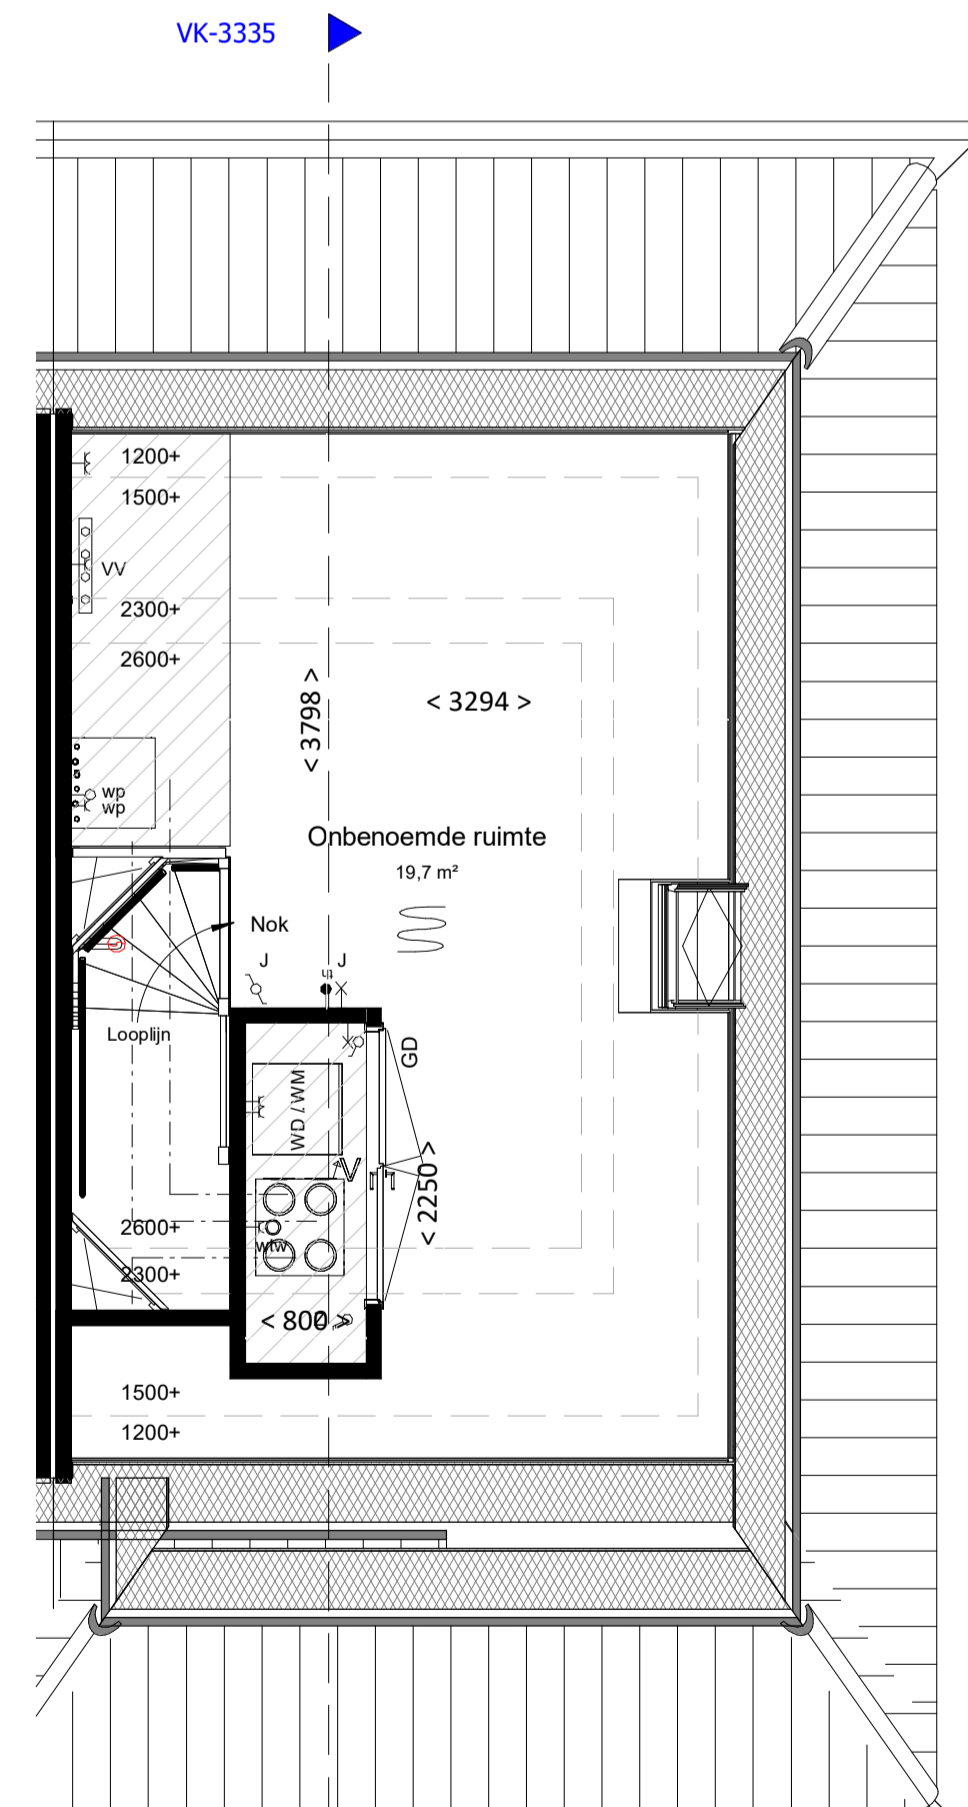 VK-3335
1200+
1500+
VV
2300+
2600+
< 3798 >
< 3294 >
wp
wp
Onbenoemde ruimte
19,7 m²
Nok
J
J
th
Looplijn
GD
WD / WM
V
< 2250 >
2600+
wtw
2300+
< 800 >
1500+
1200+